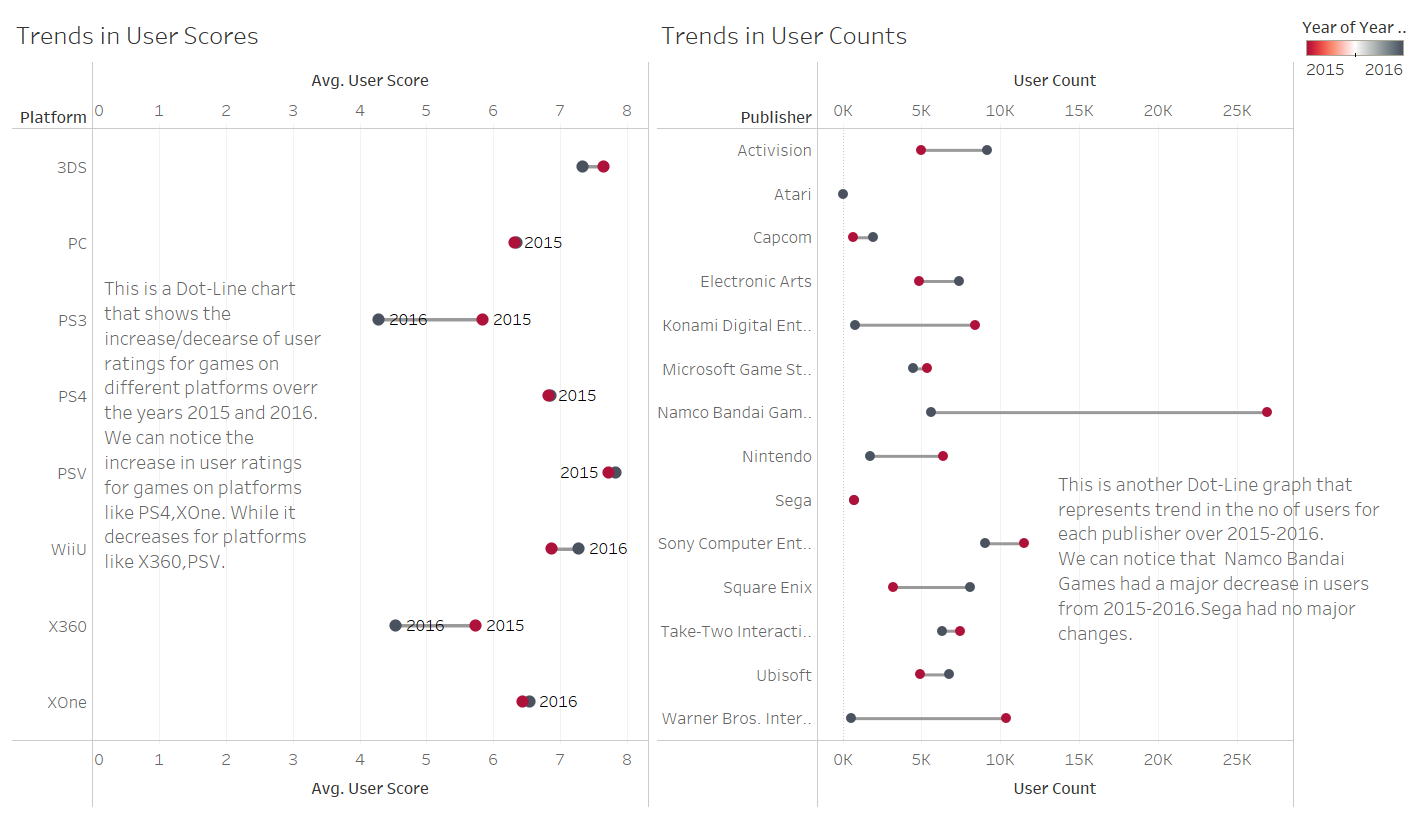 Trends in User Scores
Avg. User Score
0 1 2 3 4 5 6 7 8
Platform
3DS
PC 2015
PS3 2016 2015
PS4 2015
PSV 2015
WiiU 2016
X360 2016 2015
XOne 2016
This is a Dot-Line chart
that shows the
increase/decearse of user
ratings for games on
different platforms overr
the years 2015 and 2016.
We can notice the
increase in user ratings
for games on platforms
like PS4,XOne. While it
decreases for platforms
like X360,PSV.
0 1 2 3 4 5 6 7 8
Avg. User Score
Trends in User Counts
User Count
0K 5K 10K 15K 20K 25K
Publisher
Activision
Atari
Capcom
Electronic Arts
Konami Digital Ent..
Microsoft Game St..
Namco Bandai Gam..
Nintendo
Sega
Sony Computer Ent..
Square Enix
Take-Two Interacti..
Ubisoft
Warner Bros. Inter..
This is another Dot-Line graph that
represents trend in the no of users for
each publisher over 2015-2016.
We can notice that  Namco Bandai
Games had a major decrease in users
from 2015-2016.Sega had no major
changes.
0K 5K 10K 15K 20K 25K
User Count
Year of Year ..
2015 2016